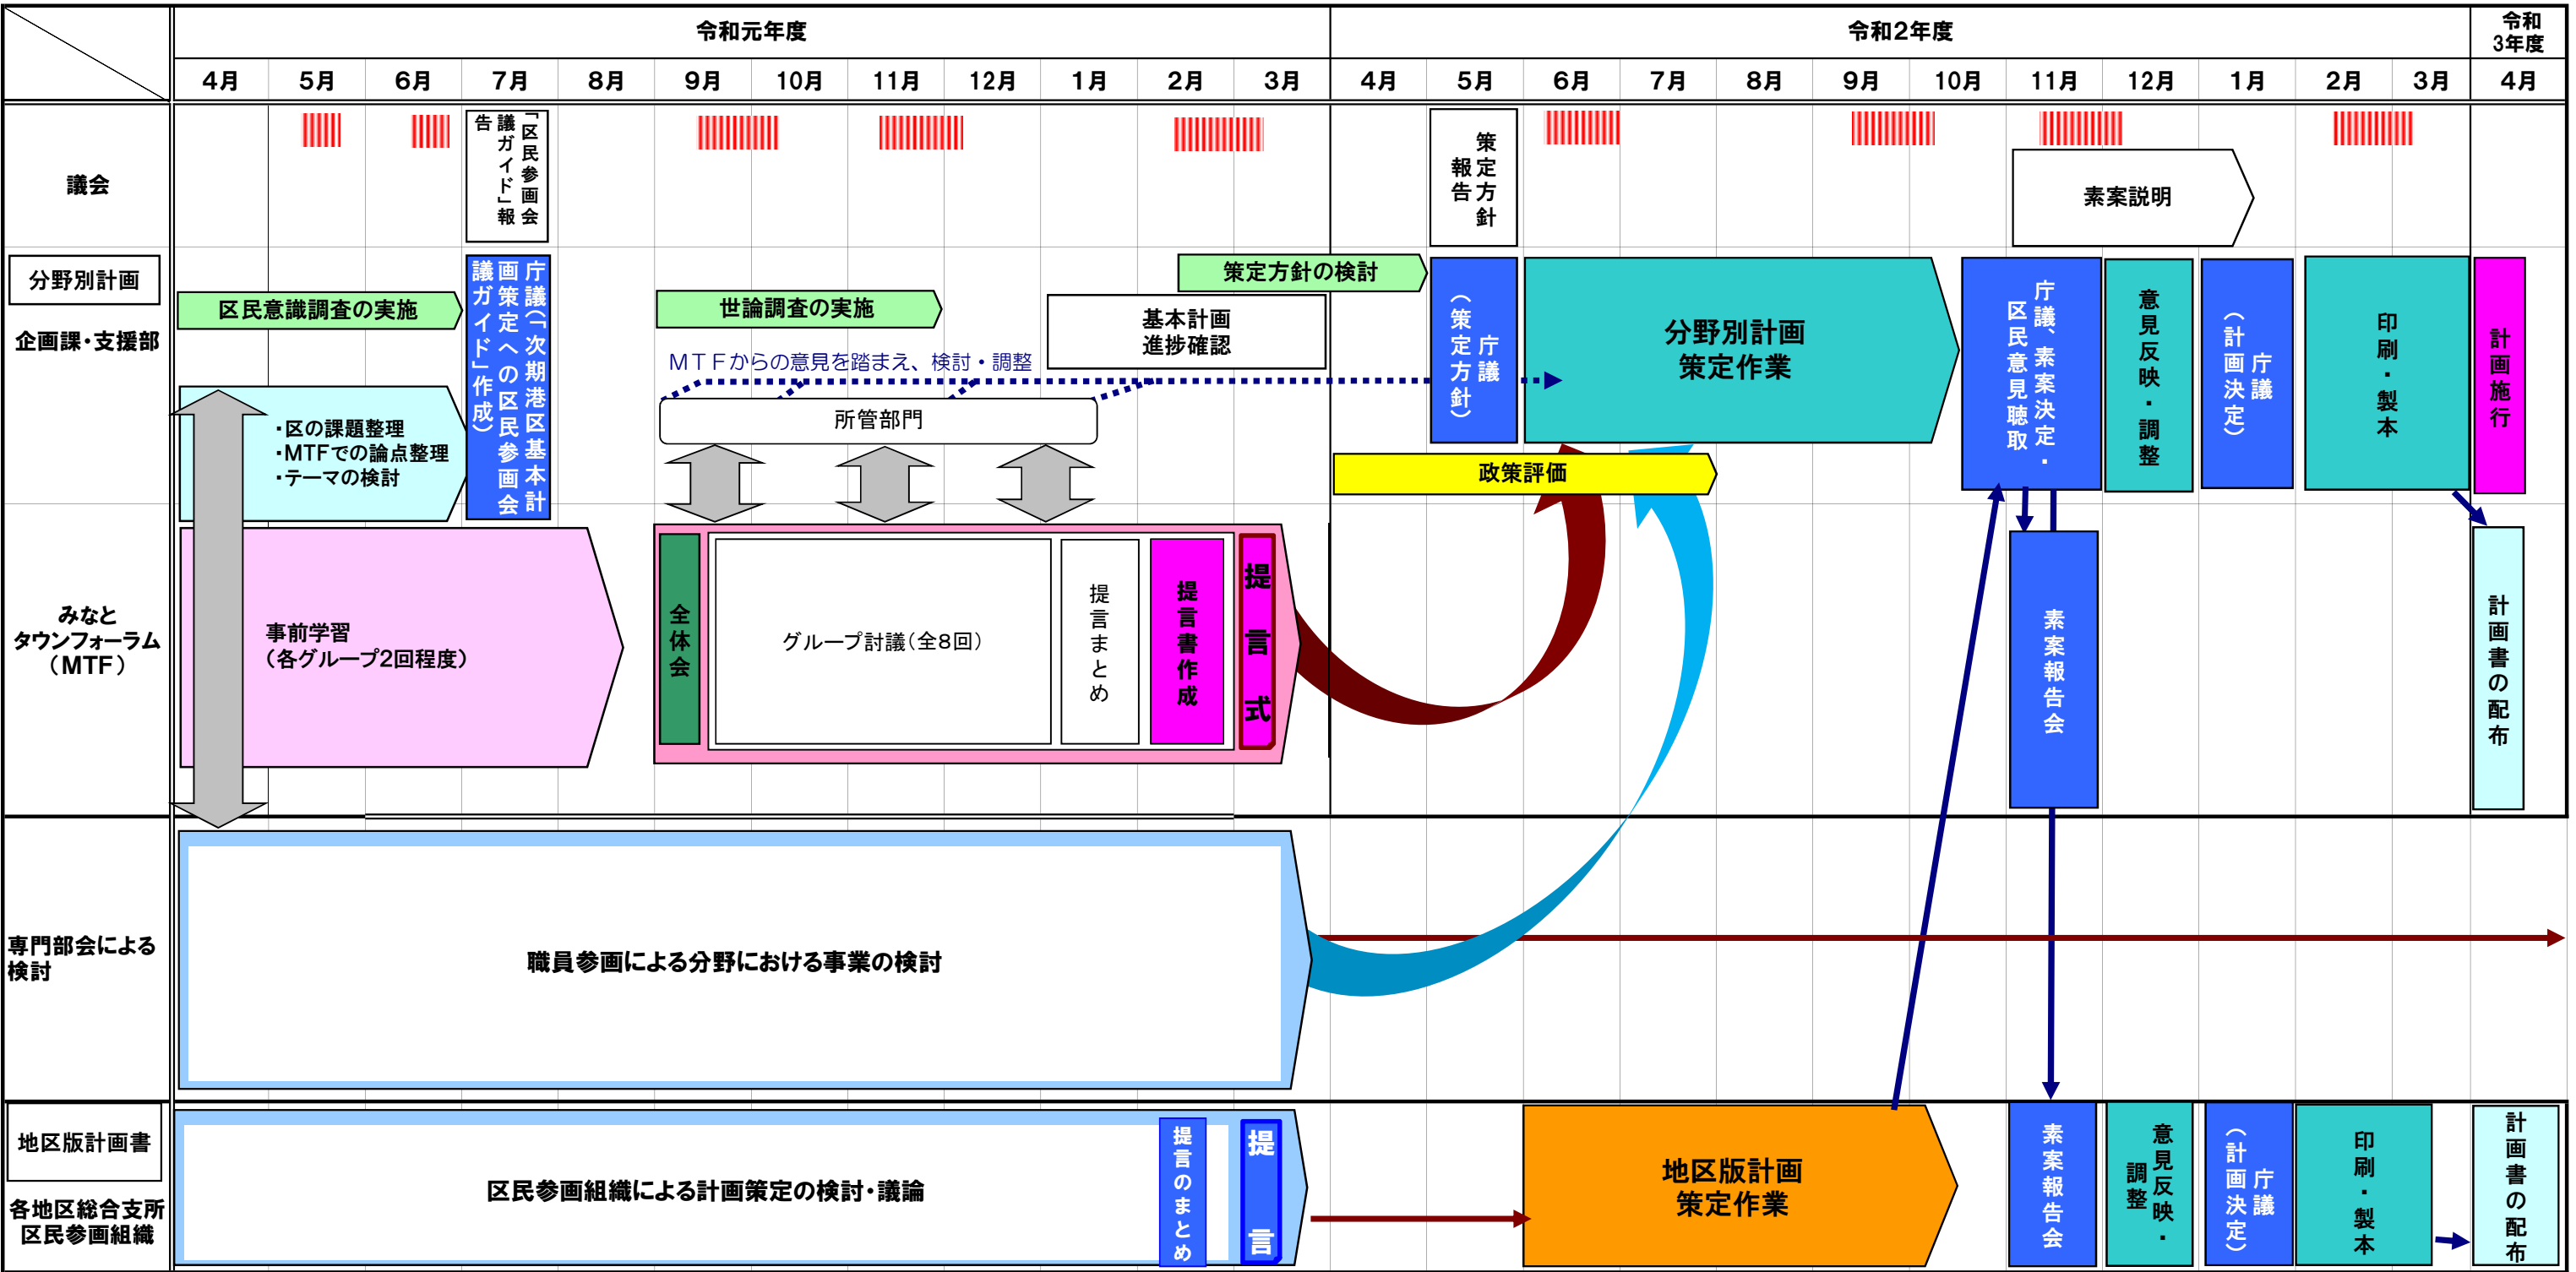 令和元年度
令和2年度
令和
3年度
4月
5月
6月
7月
8月
9月
10月
11月
12月
1月
2月
3月
4月
5月
6月
7月
8月
9月
10月
11月
12月
1月
2月
3月
4月
議会
「区民参画会
議ガイド」報
告
策定方針
報告
素案説明
分野別計画
企画課・支援部
区民意識調査の実施
・区の課題整理
・MTFでの論点整理
・テーマの検討
庁議(「次期港区基本計
画策定への区民参画会
議ガイド」作成)
世論調査の実施
策定方針の検討
基本計画
進捗確認
MTFからの意見を踏まえ、検討・調整
所管部門
庁議
(策定方針)
分野別計画
策定作業
政策評価
庁議、素案決定・
区民意見聴取
意見反映・調整
庁議
(計画決定)
印刷・製本
計画施行
みなと
タウンフォーラム
(MTF)
事前学習
(各グループ2回程度)
全体会
グループ討議(全8回)
提言まとめ
提言書作成
提言式
素案報告会
計画書の配布
専門部会による
検討
職員参画による分野における事業の検討
地区版計画書
各地区総合支所
区民参画組織
区民参画組織による計画策定の検討・議論
提言のまとめ
提言
地区版計画
策定作業
素案報告会
意見反映・
調整
庁議
(計画決定)
印刷・製本
計画書の配布